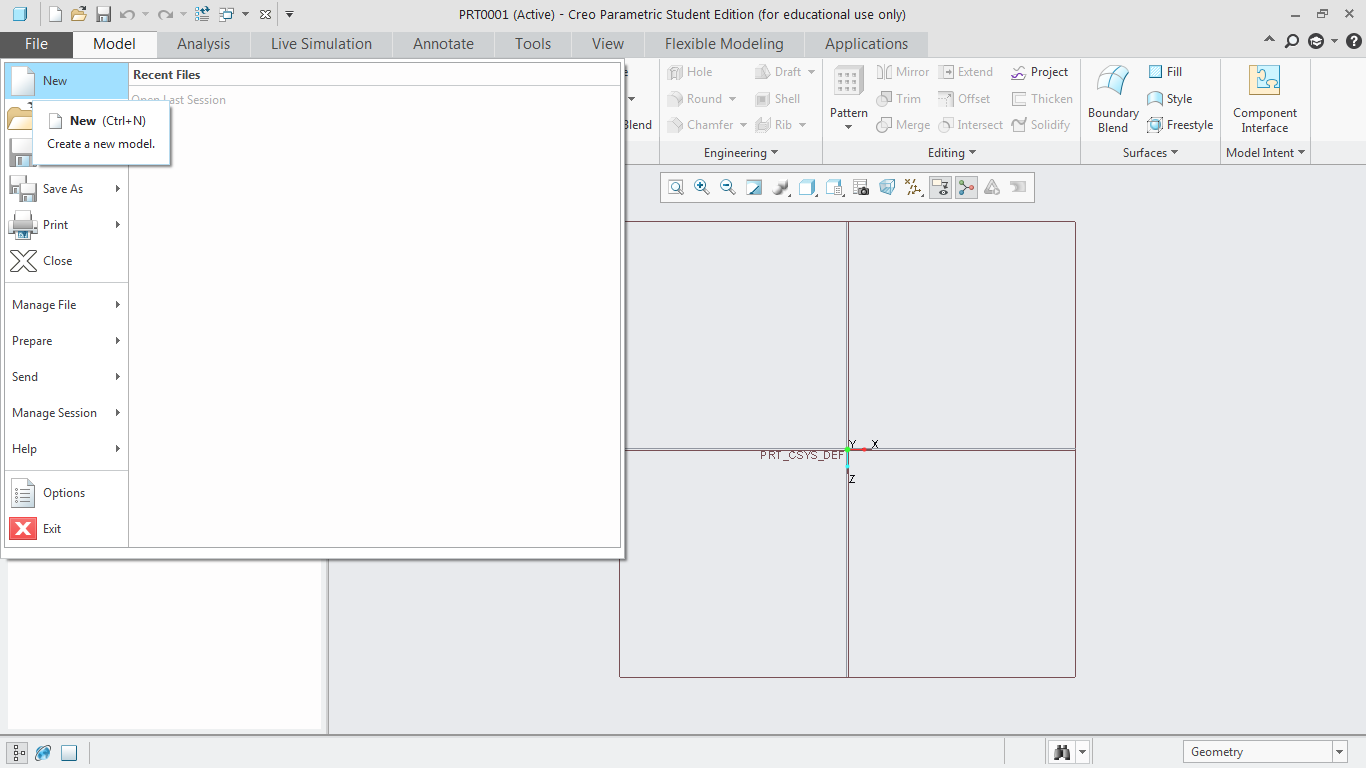 PRT0001 (Active) - Creo Parametric Student Edition (for educational use only)
File Model Analysis Live Simulation Annotate Tools View Flexible Modeling Applications
New
Recent Files
Open Last Session
New (Ctrl+N)
Create a new model.
Save As
Print
Close
Manage File
Prepare
Send
Manage Session
Help
Options
Exit
Hole Draft
Round Shell
Chamfer Rib
Engineering
Pattern
Mirror Extend Project
Trim Offset Thicken
Merge Intersect Solidify
Editing
Boundary
Blend
Fill
Style
Freestyle
Surfaces
Component
Interface
Model Intent
Y X
PRT_CSYS_DEF
Z
Geometry